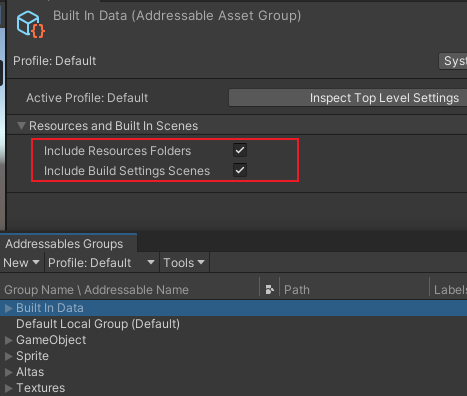 Built In Data (Addressable Asset Group)
Profile: Default
Syst
Active Profile: Default
Inspect Top Level Settings
Resources and Built In Scenes
Include Resources Folders
Include Build Settings Scenes
Addressables Groups
New Profile: Default Tools
Group Name \ Addressable Name Path Labels
Built In Data
Default Local Group (Default)
GameObject
Sprite
Altas
Textures